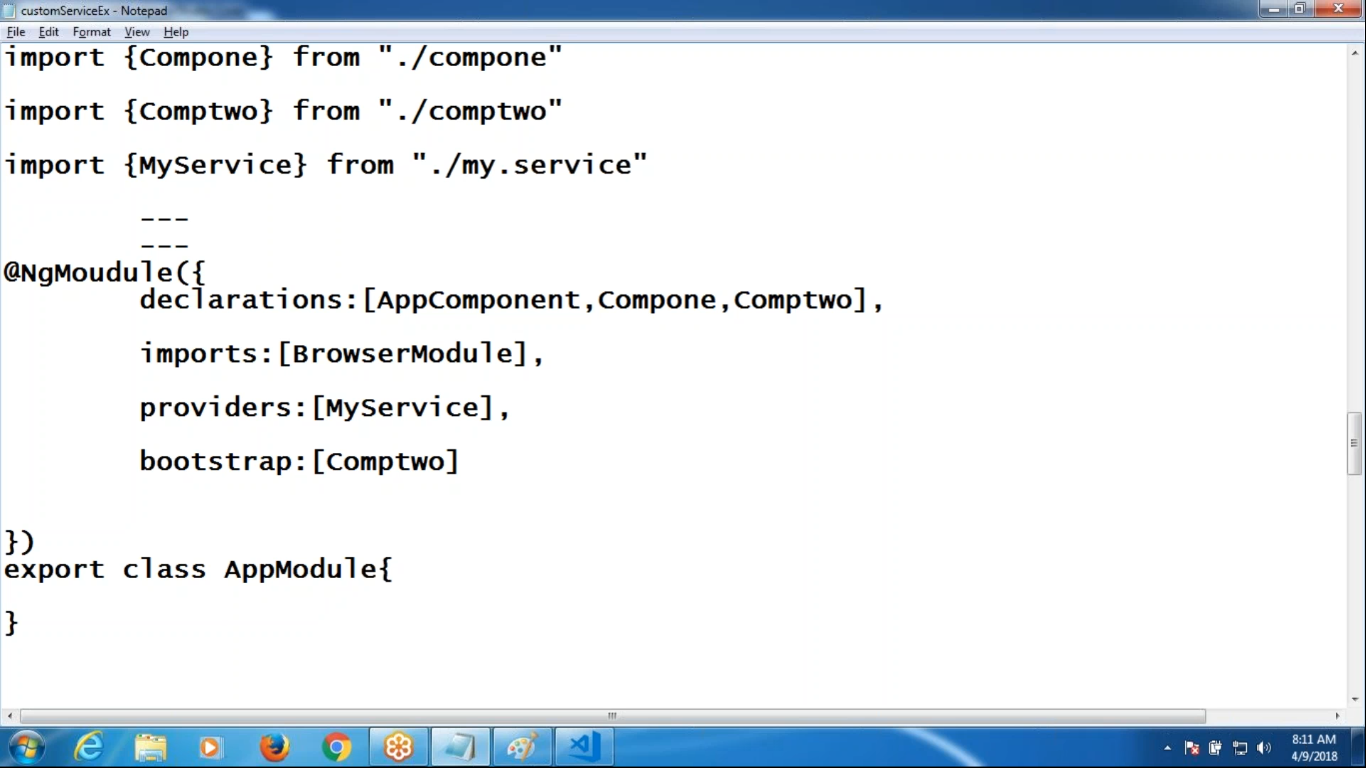 customServiceEx - Notepad
File Edit Format View Help
import {Compone} from "./compone"
import {Comptwo} from "./comptwo"
import {MyService} from "./my.service"
---
---
@NgMoudule({
declarations:[AppComponent,Compone,Comptwo],
imports:[BrowserModule],
providers:[MyService],
bootstrap:[Comptwo]
})
export class AppModule{
}
8:11 AM
4/9/2018